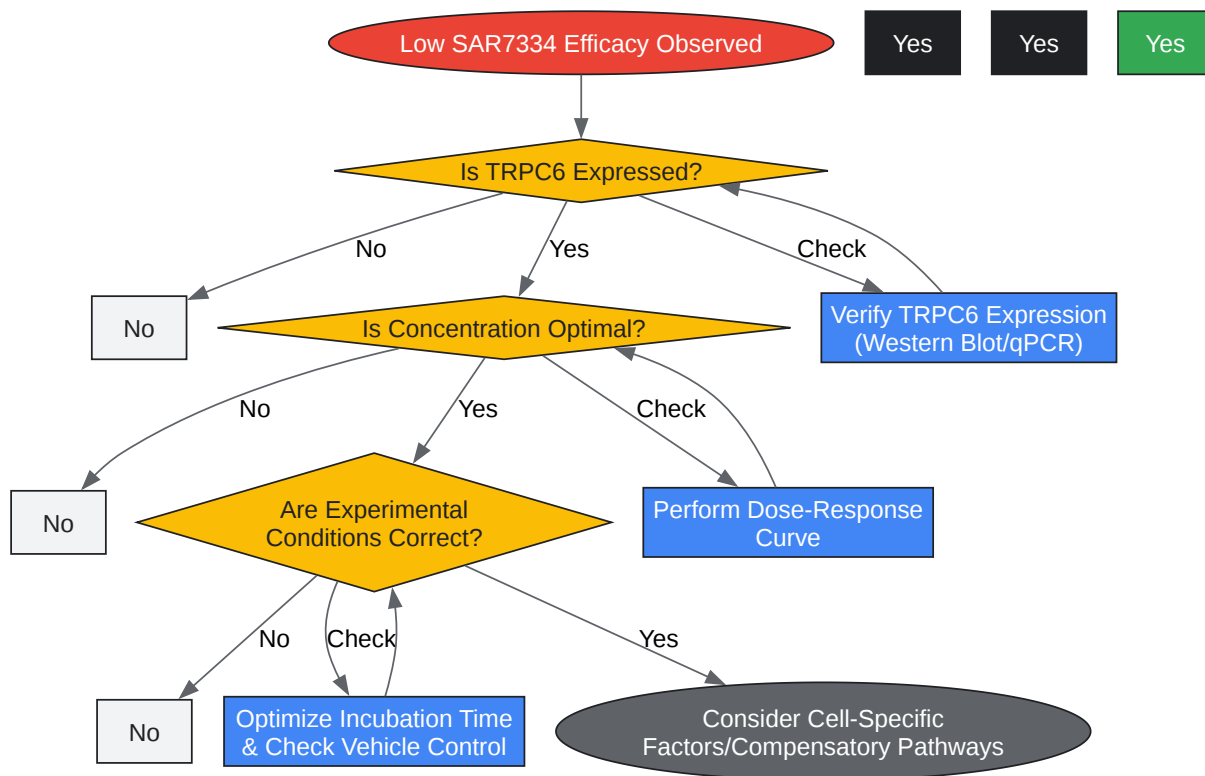 Low SAR7334 Efficacy Observed
Yes
Yes
Yes
Is TRPC6 Expressed?
No
Yes
Check
No
Is Concentration Optimal?
Verify TRPC6 Expression
(Western Blot/qPCR)
No
Yes
Check
No
Are Experimental
Conditions Correct?
Perform Dose-Response
Curve
No
Check
Yes
No
Optimize Incubation Time
& Check Vehicle Control
Consider Cell-Specific
Factors/Compensatory Pathways